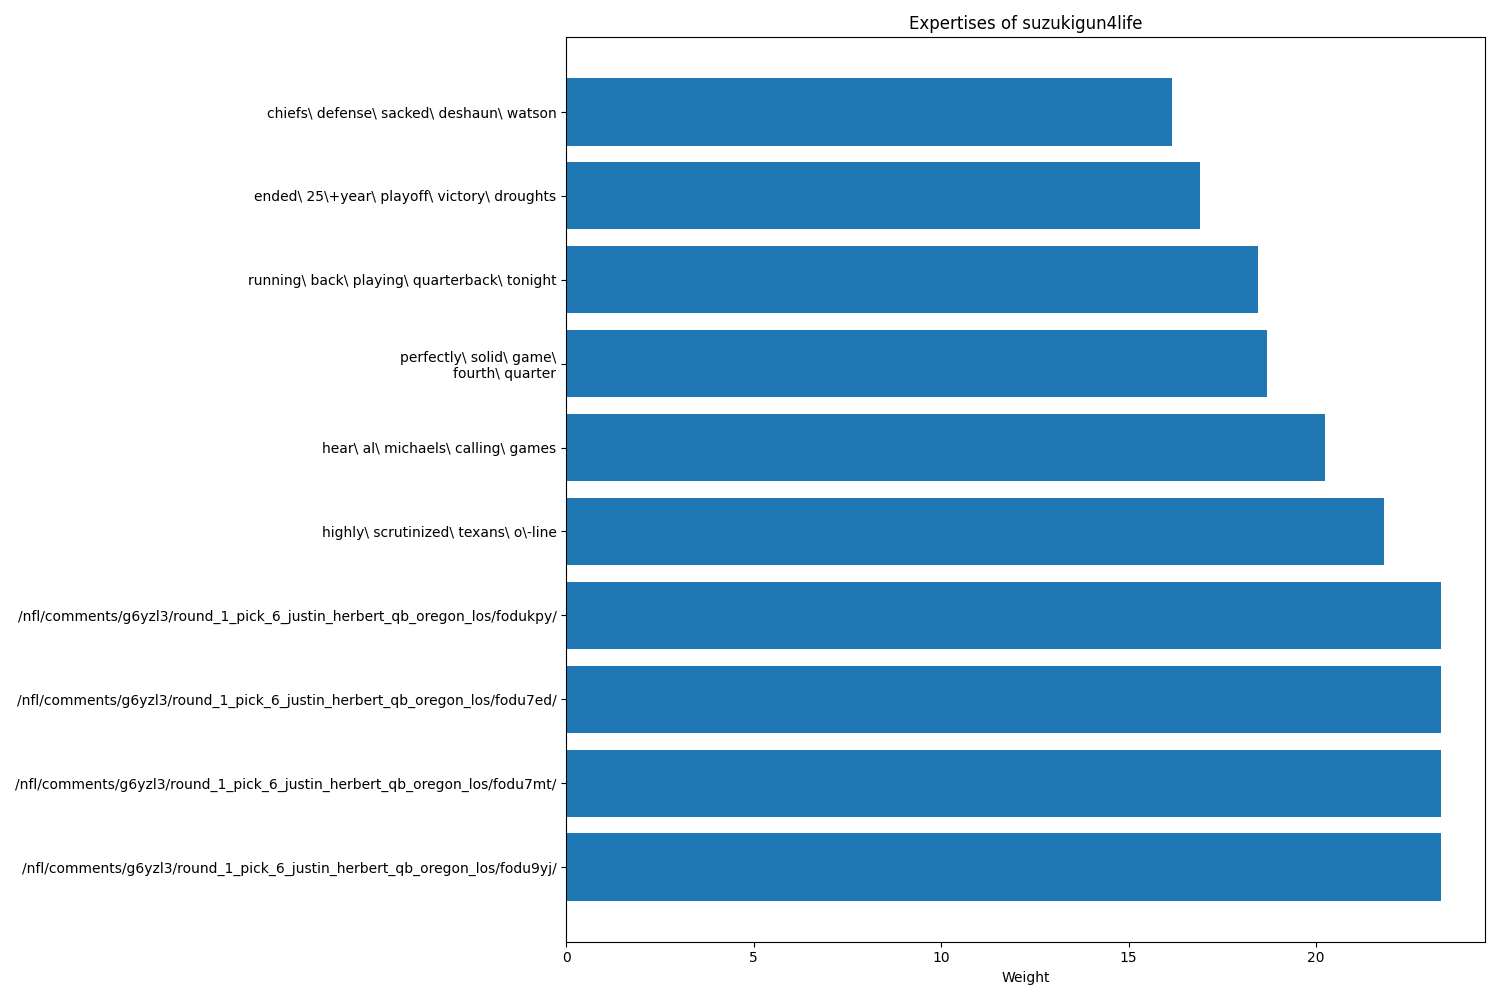 Expertises of suzukigun4life
chiefs\ defense\ sacked\ deshaun\ watson
ended\ 25\+year\ playoff\ victory\ droughts
running\ back\ playing\ quarterback\ tonight
perfectly\ solid\ game\
fourth\ quarter
hear\ al\ michaels\ calling\ games
highly\ scrutinized\ texans\ o\-line
/nfl/comments/g6yzl3/round_1_pick_6_justin_herbert_qb_oregon_los/fodukpy/
/nfl/comments/g6yzl3/round_1_pick_6_justin_herbert_qb_oregon_los/fodu7ed/
/nfl/comments/g6yzl3/round_1_pick_6_justin_herbert_qb_oregon_los/fodu7mt/
/nfl/comments/g6yzl3/round_1_pick_6_justin_herbert_qb_oregon_los/fodu9yj/
0 5 10 15 20
Weight